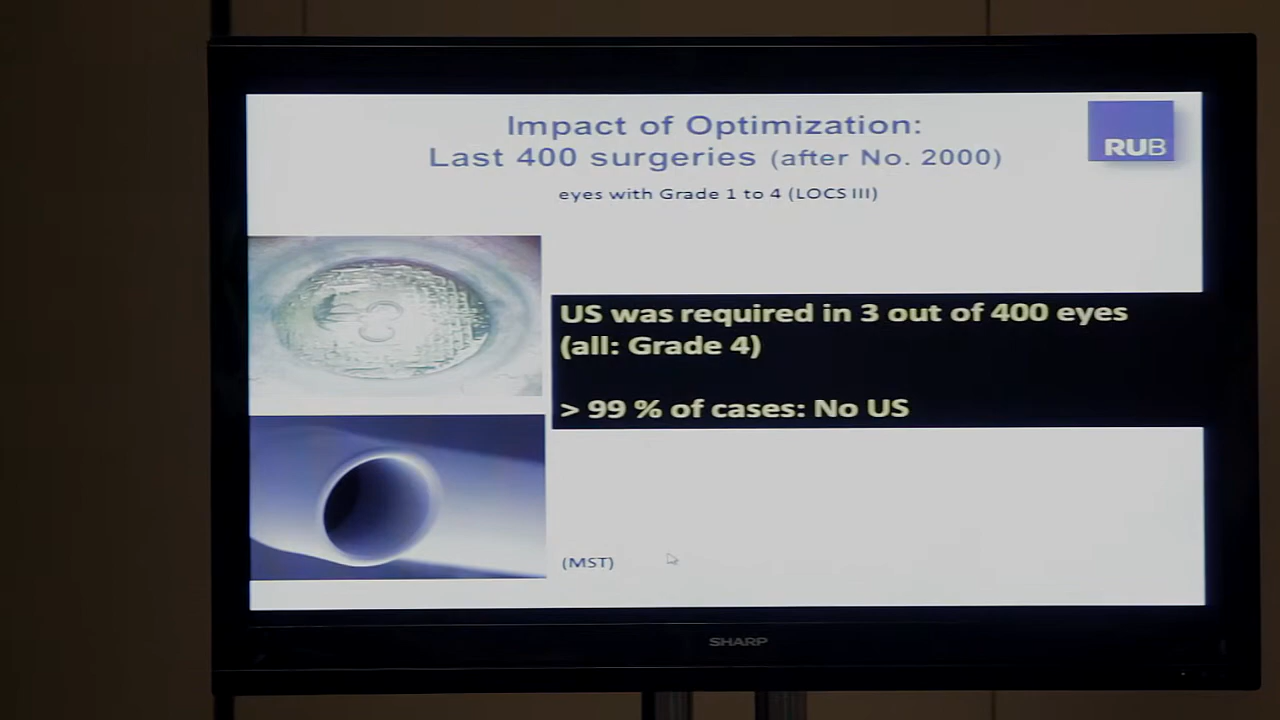 Impact of Optimization:
Last 400 surgeries (after No. 2000)
eyes with Grade 1 to 4 (LOCS III)
RUB
US was required in 3 out of 400 eyes
(all: Grade 4)
> 99 % of cases: No US
(MST)
SHARP